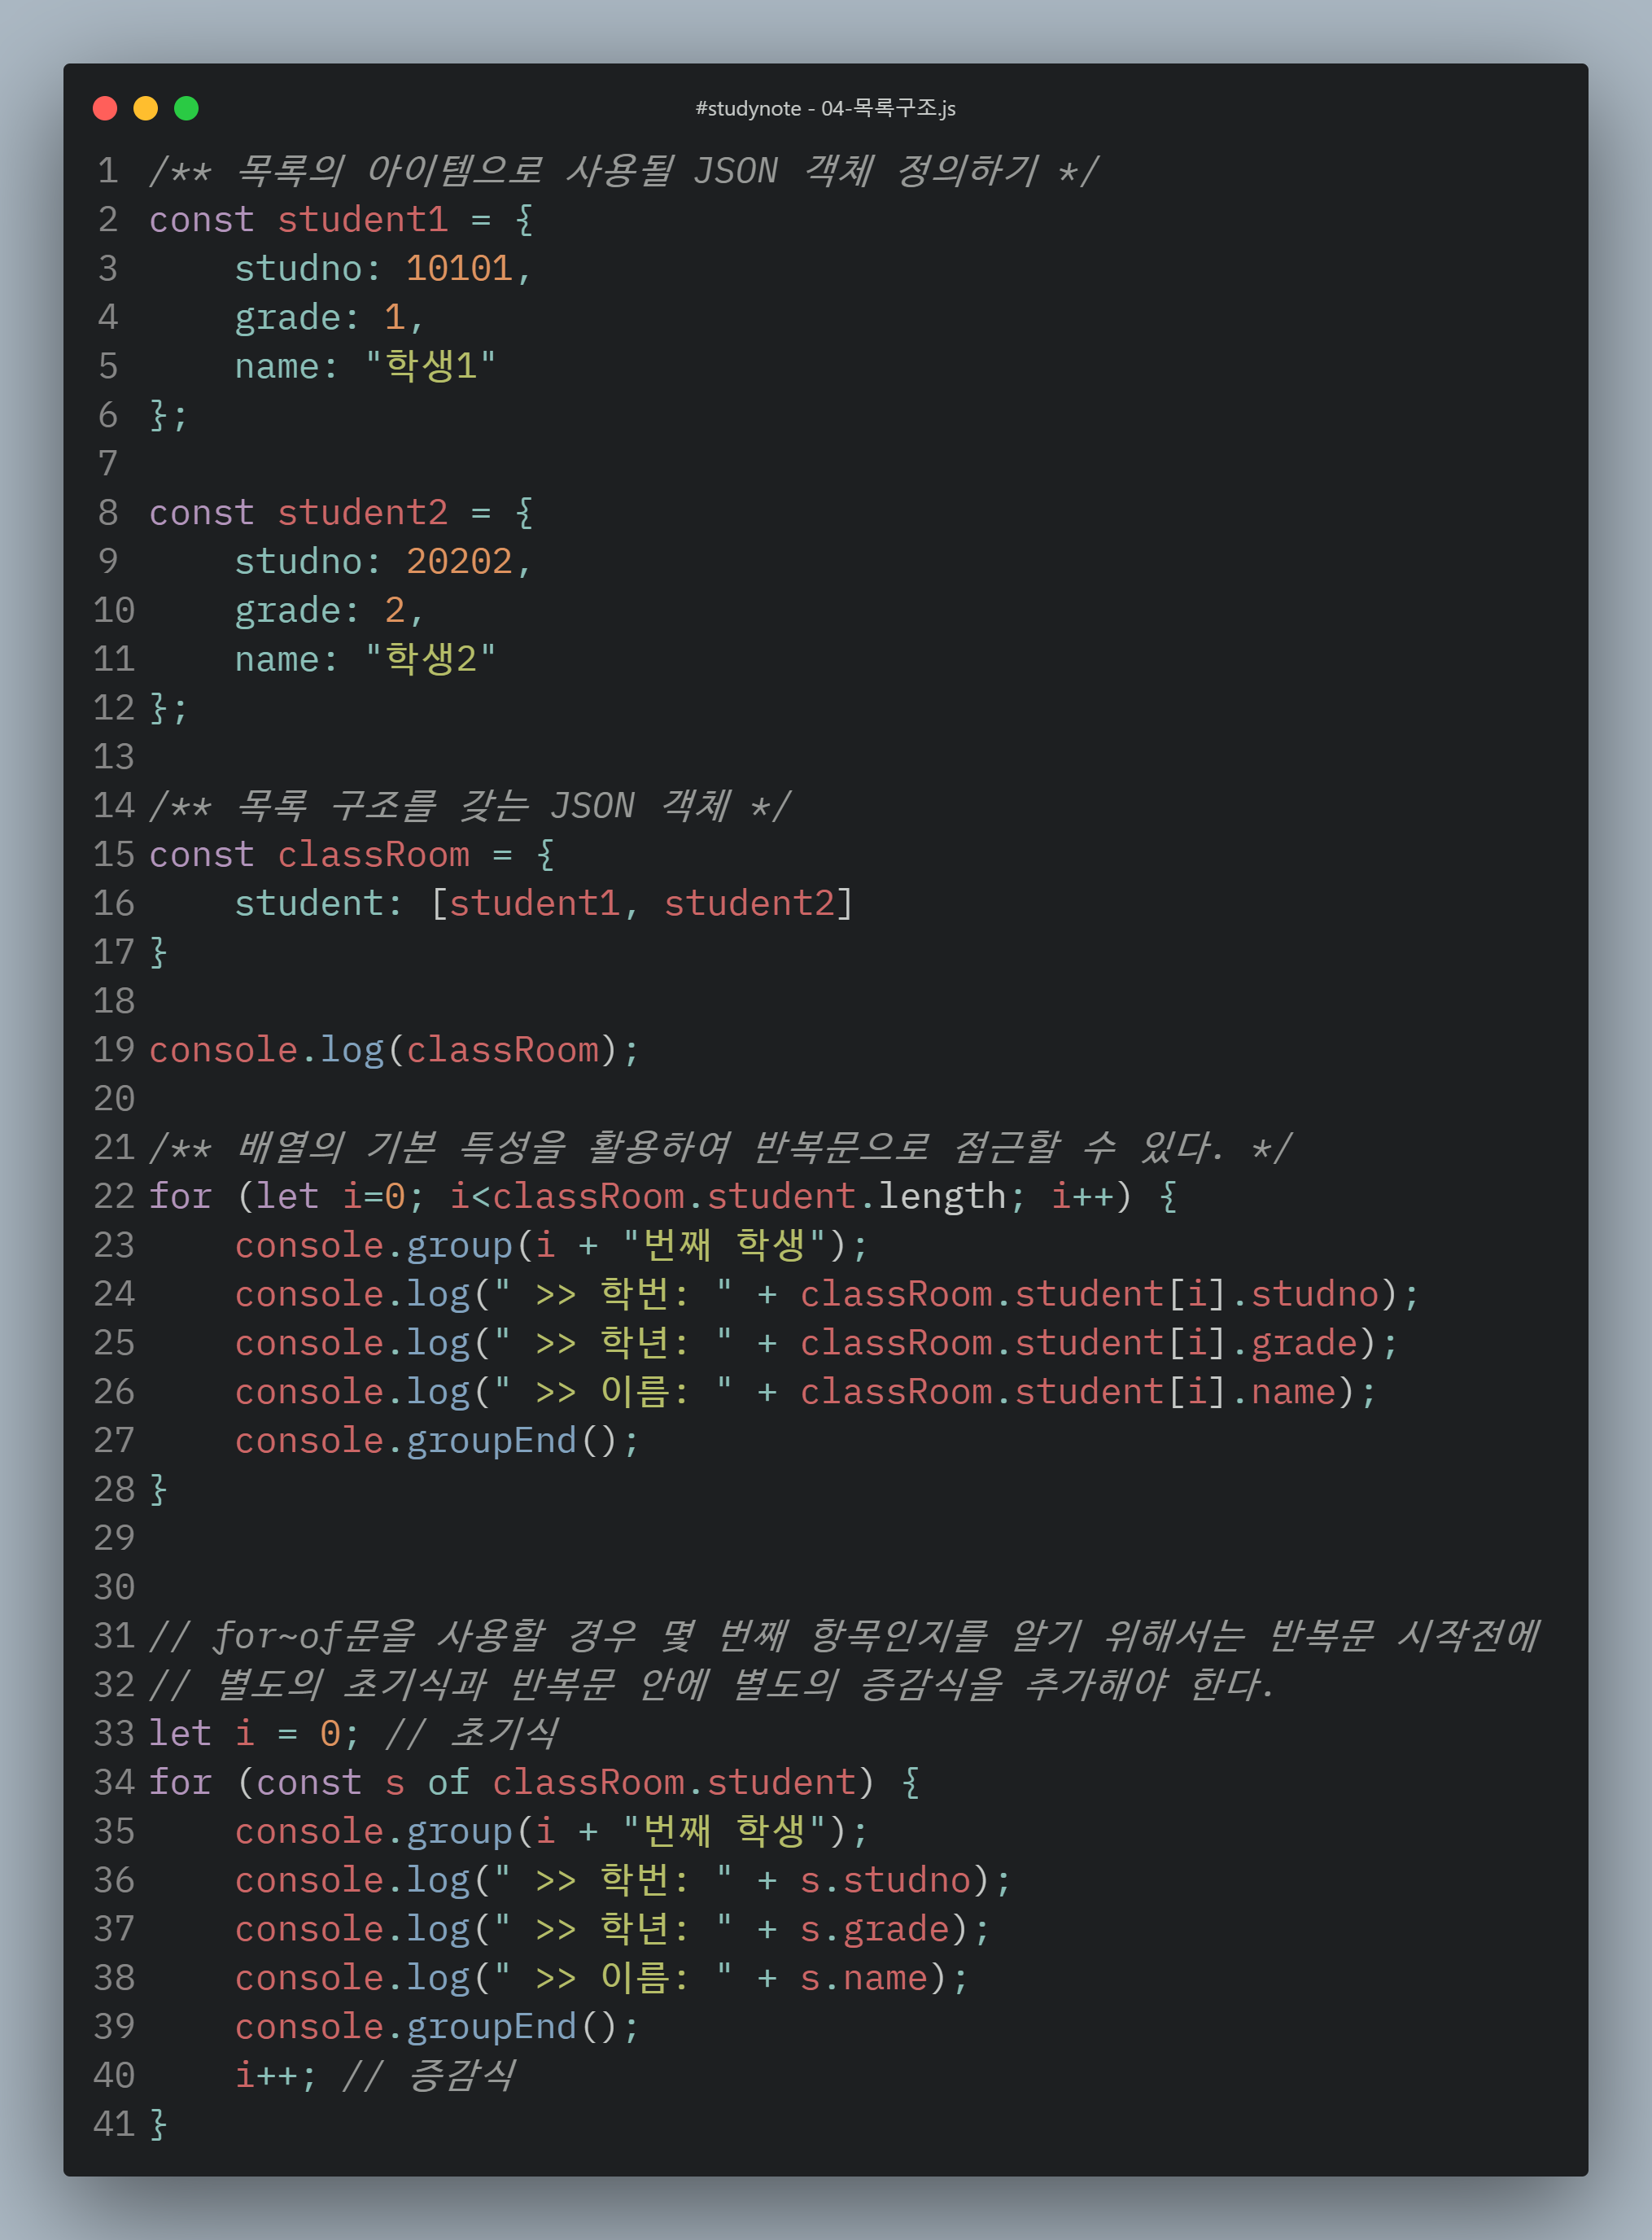 #studynote - 04-목록구조.js
1 /** 목록의 아이템으로 사용될 JSON 객체 정의하기 */
2 const student1 = {
3     studno: 10101,
4     grade: 1,
5     name: "학생1"
6 };
7
8 const student2 = {
9     studno: 20202,
10     grade: 2,
11     name: "학생2"
12 };
13
14 /** 목록 구조를 갖는 JSON 객체 */
15 const classRoom = {
16     student: [student1, student2]
17 }
18
19 console.log(classRoom);
20
21 /** 배열의 기본 특성을 활용하여 반복문으로 접근할 수 있다. */
22 for (let i=0; i<classRoom.student.length; i++) {
23     console.group(i + "번째 학생");
24     console.log(" >> 학번: " + classRoom.student[i].studno);
25     console.log(" >> 학년: " + classRoom.student[i].grade);
26     console.log(" >> 이름: " + classRoom.student[i].name);
27     console.groupEnd();
28 }
29
30
31 // for~of문을 사용할 경우 몇 번째 항목인지를 알기 위해서는 반복문 시작전에
32 // 별도의 초기식과 반복문 안에 별도의 증감식을 추가해야 한다.
33 let i = 0; // 초기식
34 for (const s of classRoom.student) {
35     console.group(i + "번째 학생");
36     console.log(" >> 학번: " + s.studno);
37     console.log(" >> 학년: " + s.grade);
38     console.log(" >> 이름: " + s.name);
39     console.groupEnd();
40     i++; // 증감식
41 }